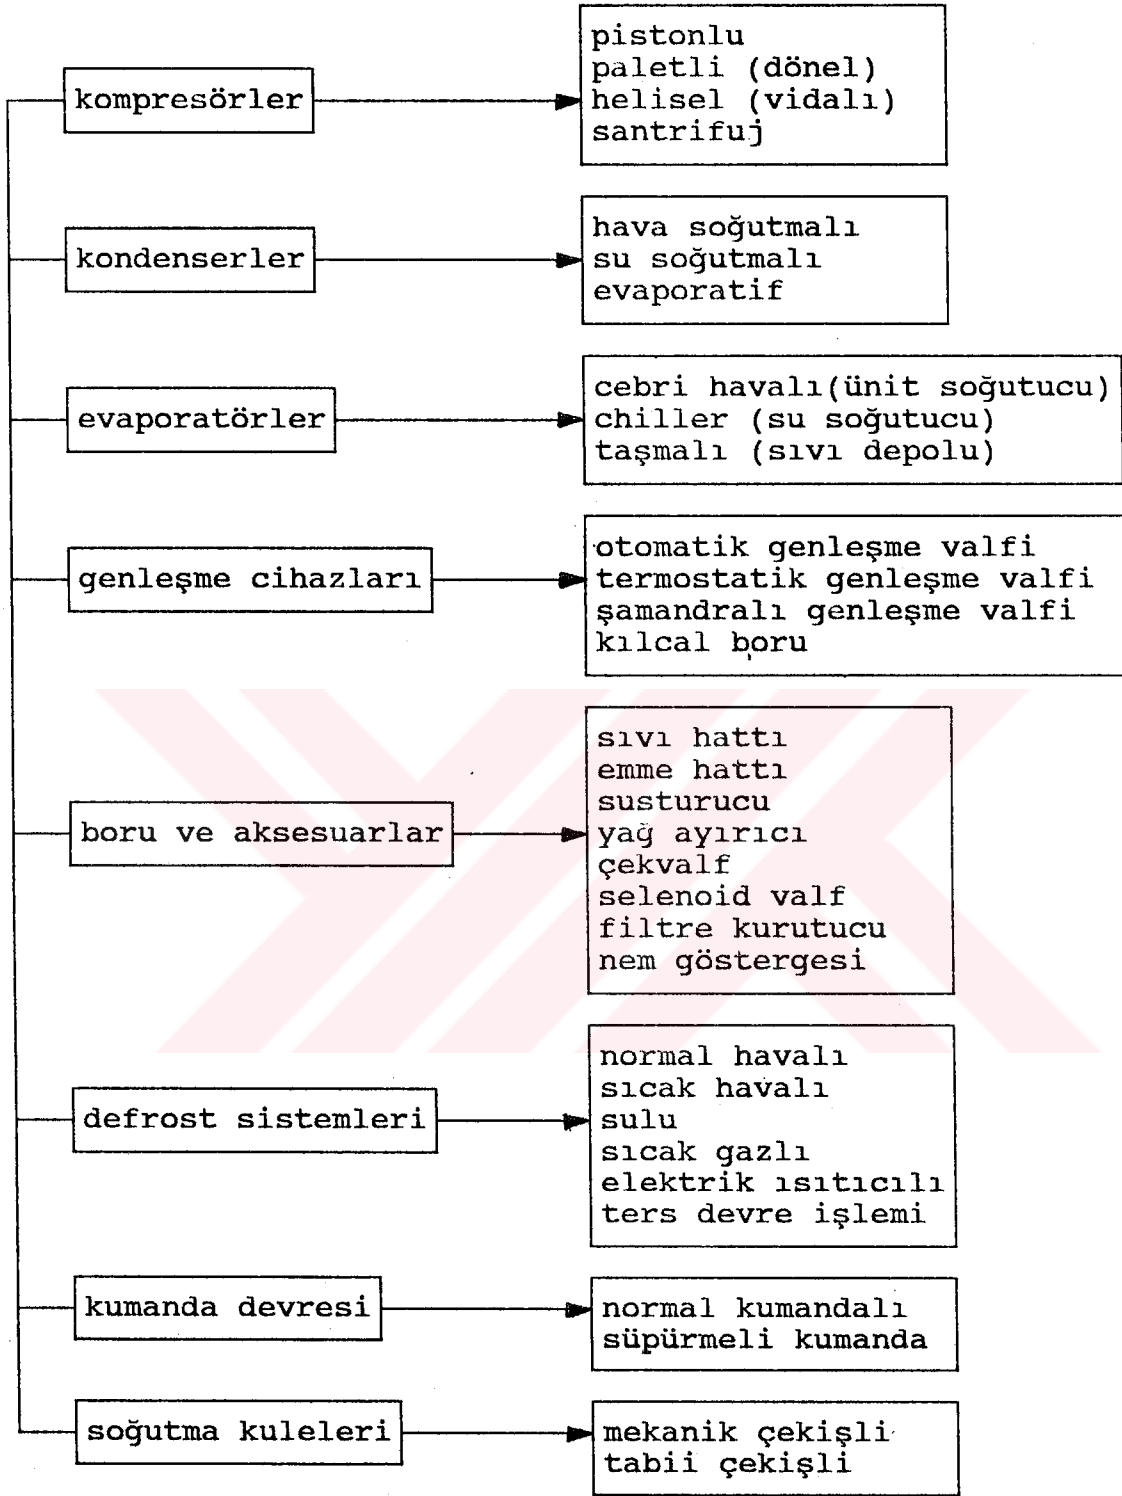 kompresörler
pistonlu
paletli (dönel)
helisel (vidalı)
santrifuj
kondenserler
hava soğutmalı
su soğutmalı
evaporatif
evaporatörler
cebri havalı(ünit soğutucu)
chiller (su soğutucu)
taşmalı (sıvı depolu)
genleşme cihazları
otomatik genleşme valfi
termostatik genleşme valfi
şamandralı genleşme valfi
kılcal boru
boru ve aksesuarlar
sıvı hattı
emme hattı
susturucu
yağ ayırıcı
çekvalf
selenoid valf
filtre kurutucu
nem göstergesi
defrost sistemleri
normal havalı
sıcak havalı
sulu
sıcak gazlı
elektrik ısıtıcılı
ters devre işlemi
kumanda devresi
normal kumandalı
süpürmeli kumanda
soğutma kuleleri
mekanik çekişli
tabii çekişli